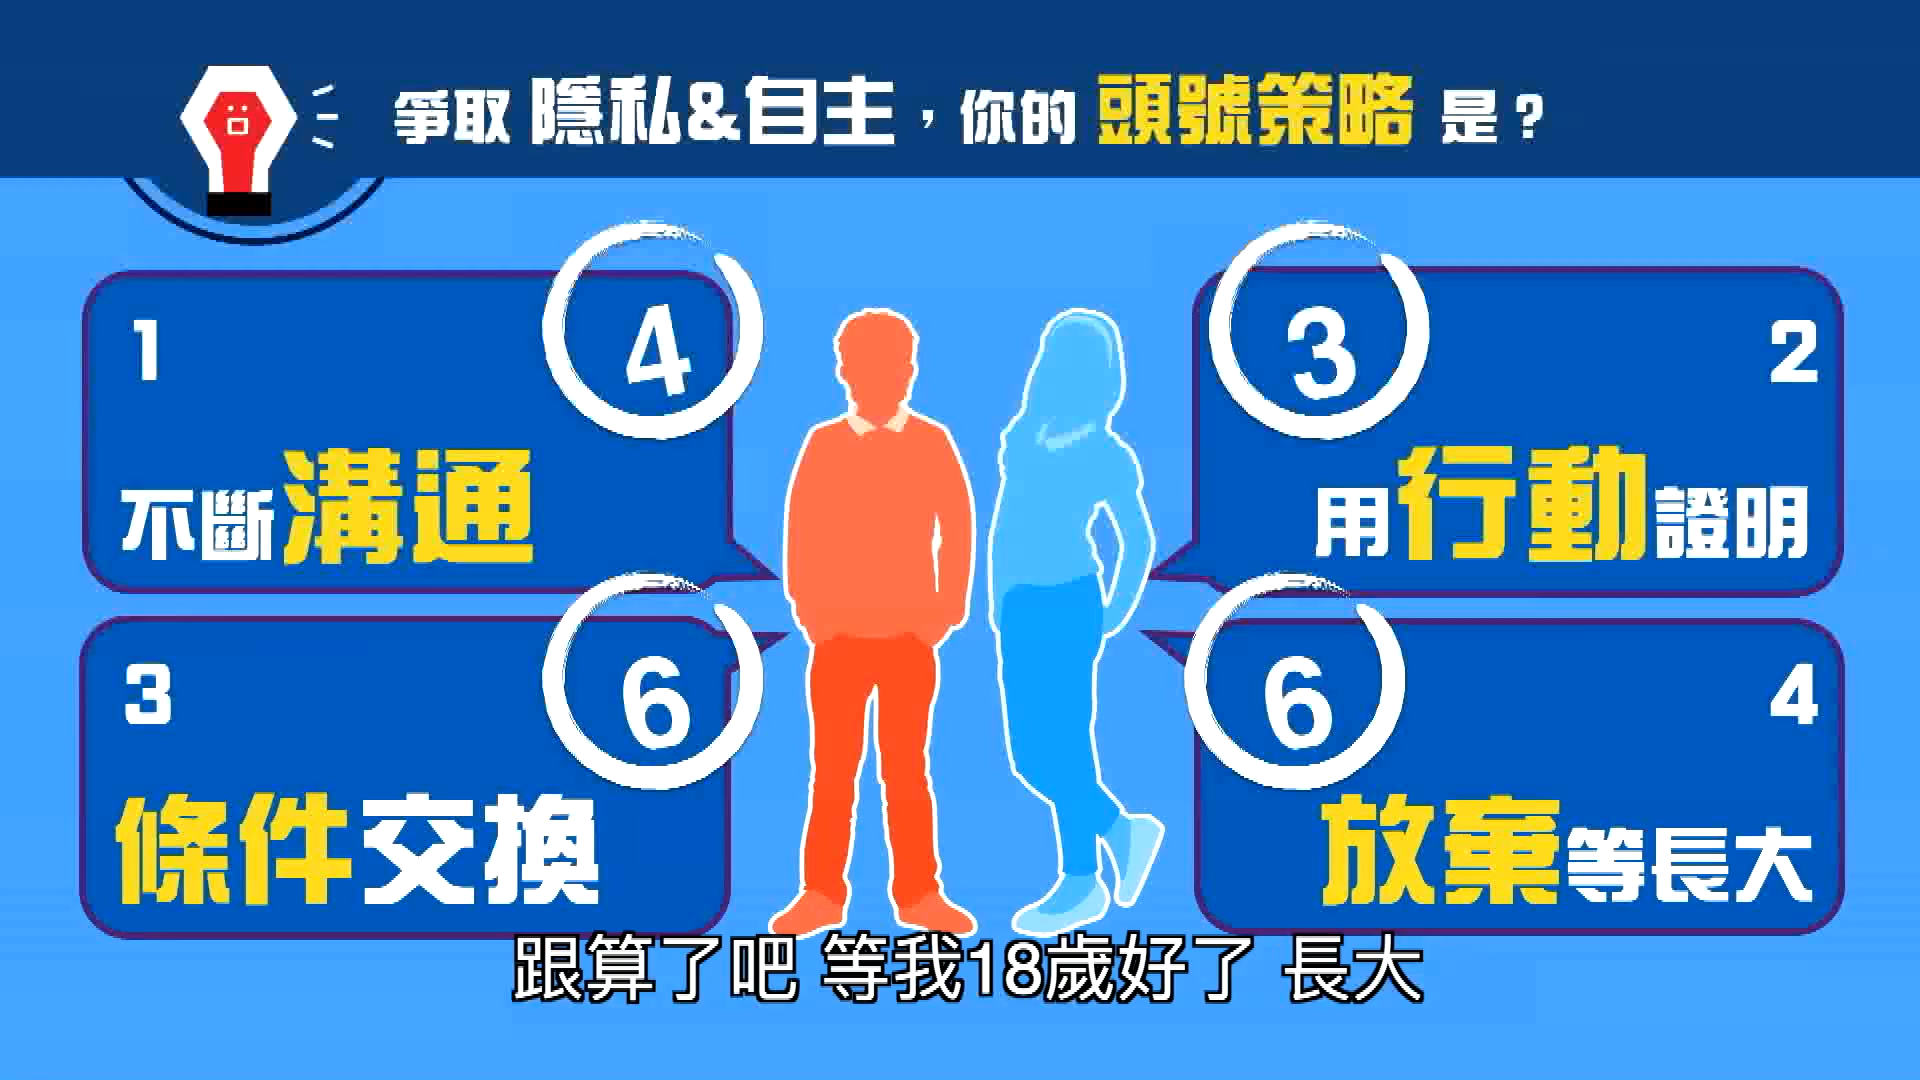 爭取隱私&自主，你的頭號策略是?
1
4
不斷溝通
3
2
用行動證明
3
6
條件交換
6
4
放棄等長大
跟算了吧 等我18歲好了 長大